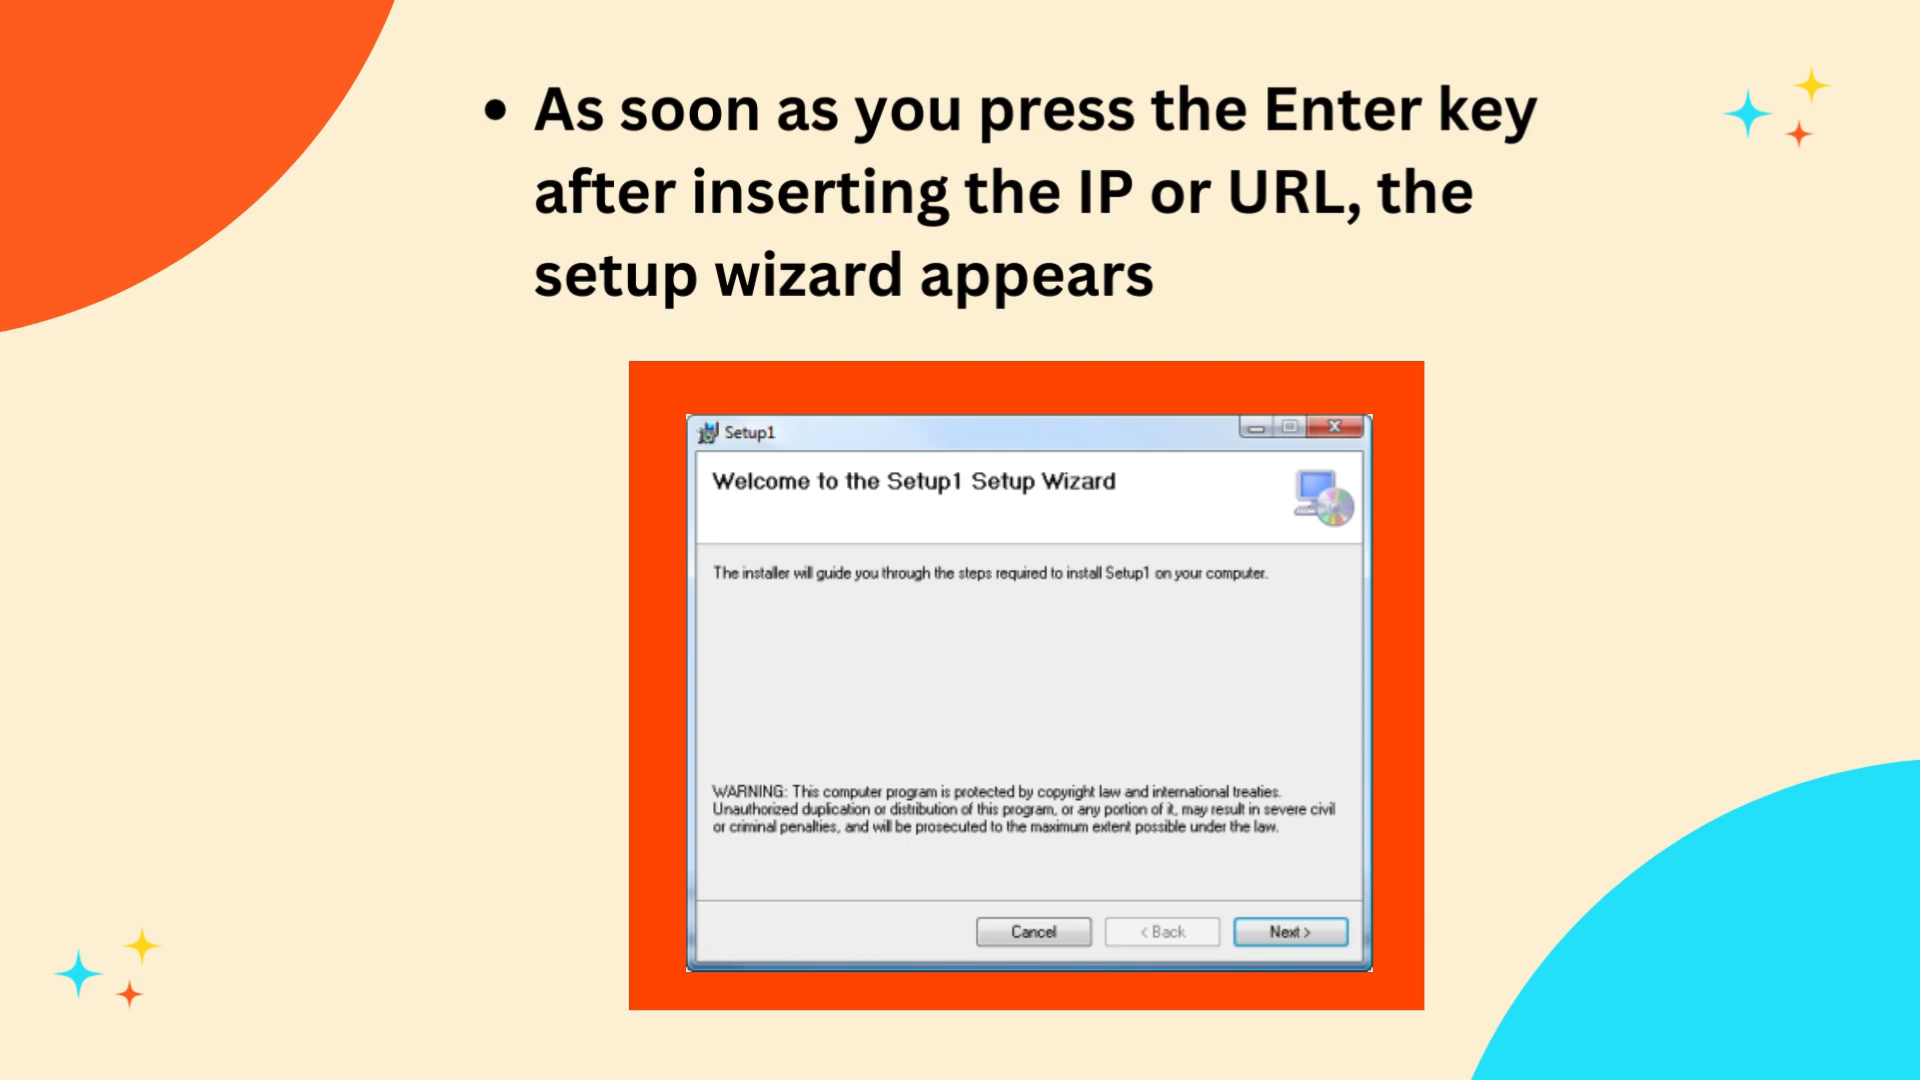 • As soon as you press the Enter key
after inserting the IP or URL, the
setup wizard appears
Setup1
Welcome to the Setup1 Setup Wizard
The installer will guide you through the steps required to install Setup1 on your computer.
WARNING: This computer program is protected by copyright law and international treaties.
Unauthorized duplication or distribution of this program, or any portion of it, may result in severe civil
or criminal penalties, and will be prosecuted to the maximum extent possible under the law.
Cancel
< Back
Next >